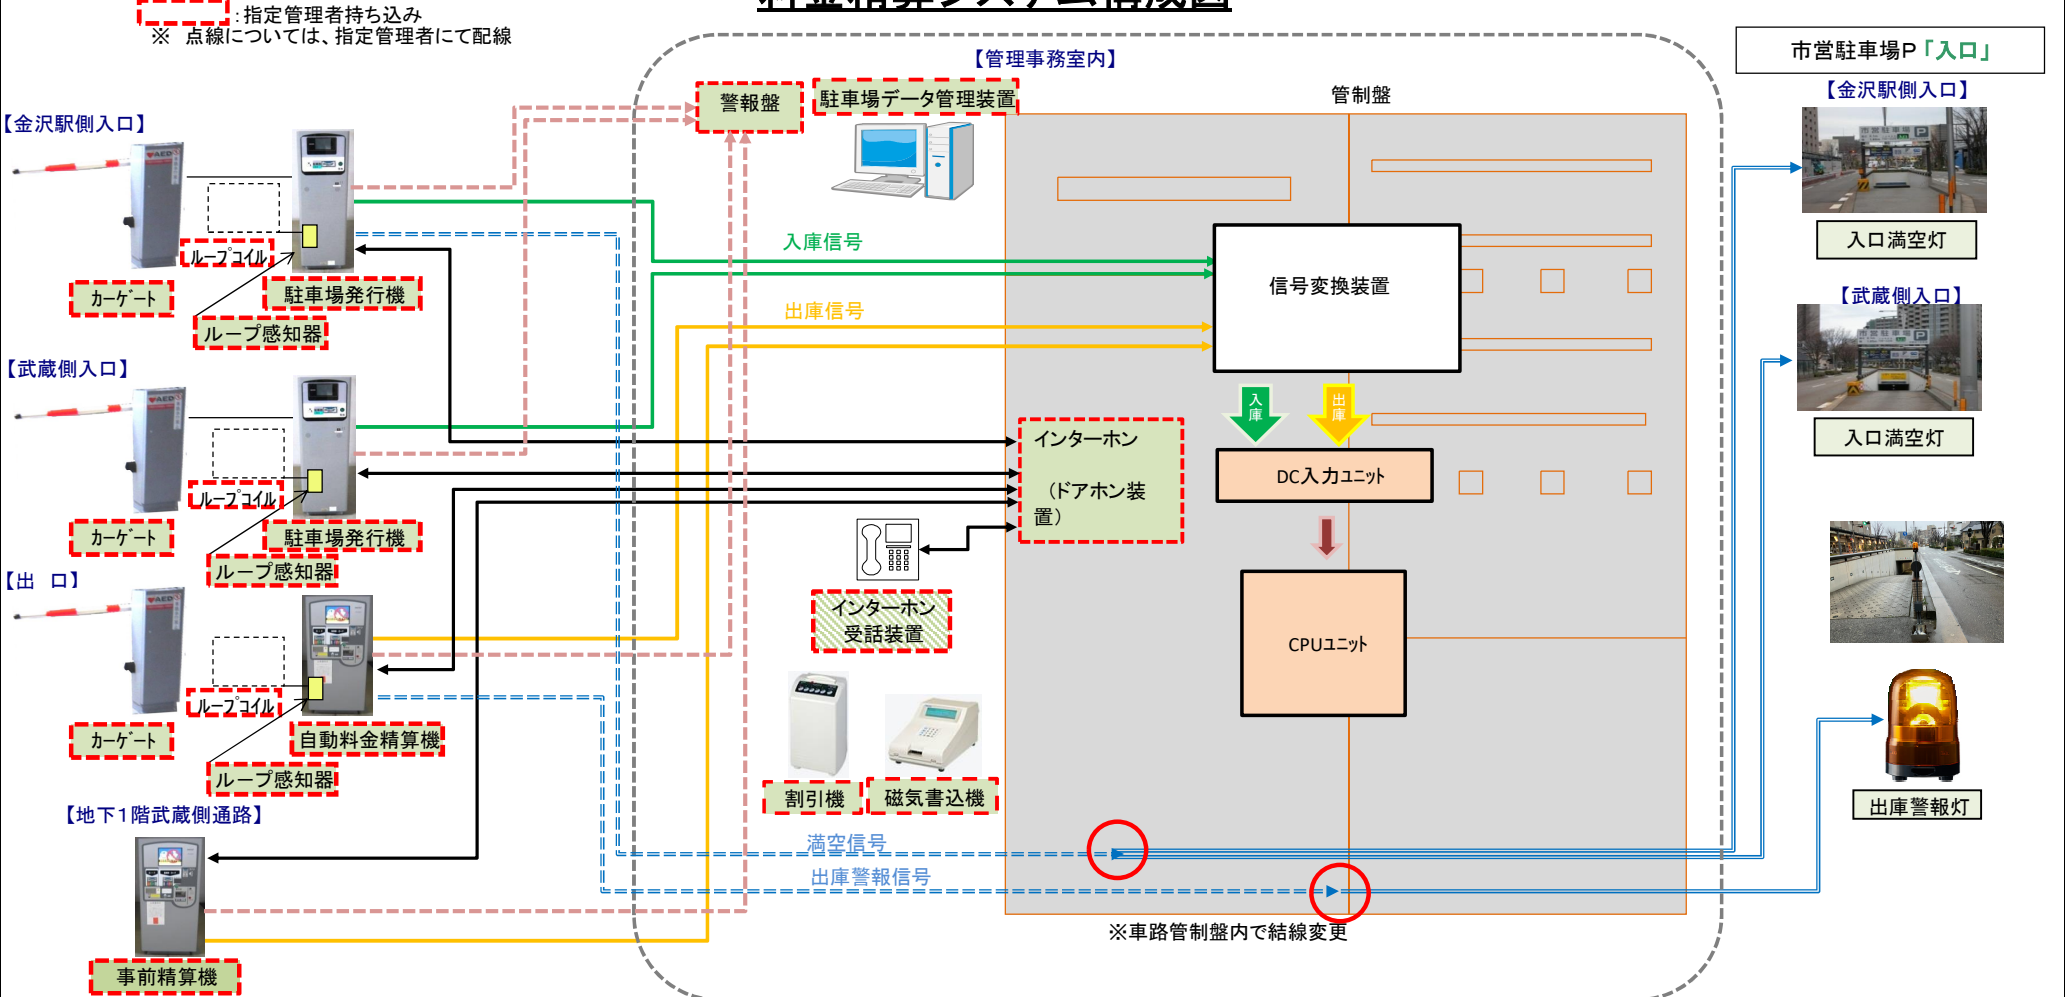 料金精算システム構成図
：指定管理者持ち込み
※　点線については、指定管理者にて配線
【管理事務室内】
市営駐車場P「入口」
【金沢駅側入口】
警報盤
駐車場データ管理装置
管制盤
【金沢駅側入口】
ループコイル
カーゲート
駐車場発行機
ループ感知器
入庫信号
出庫信号
信号変換装置
入口満空灯
【武蔵側入口】
入口満空灯
【武蔵側入口】
ループコイル
カーゲート
駐車場発行機
ループ感知器
入庫
出庫
インターホン
（ドアホン装
置）
DC入力ユニット
CPUユニット
インターホン
受話装置
【出　口】
ループコイル
カーゲート
自動料金精算機
ループ感知器
割引機
磁気書込機
出庫警報灯
【地下１階武蔵側通路】
満空信号
出庫警報信号
※車路管制盤内で結線変更
事前精算機